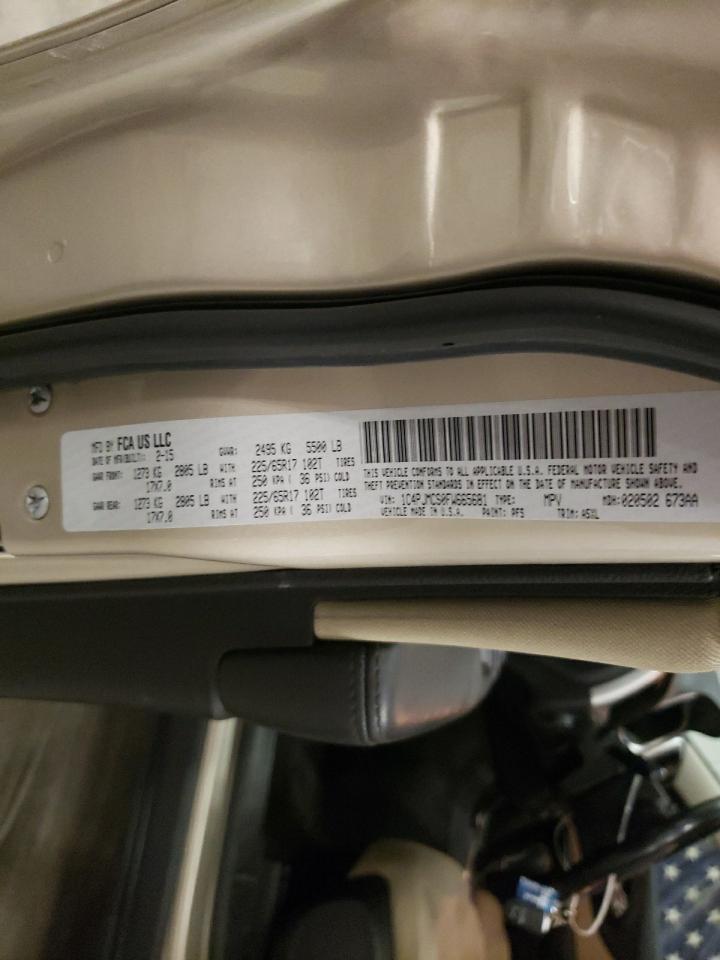 MFD BY FCA US LLC
DATE OF MFR(BUILT): 2-15
GVWR: 2495 KG 5500 LB
GAWR FRONT: 1273 KG 2805 LB WITH 225/65R17 102T TIRES
17X7.0 RIMS AT 250 KPA ( 36 PSI) COLD
GAWR REAR: 1273 KG 2805 LB WITH 225/65R17 102T TIRES
17X7.0 RIMS AT 250 KPA ( 36 PSI) COLD
THIS VEHICLE CONFORMS TO ALL APPLICABLE U.S.A. FEDERAL MOTOR VEHICLE SAFETY AND
THEFT PREVENTION STANDARDS IN EFFECT ON THE DATE OF MANUFACTURE SHOWN ABOVE.
VIN: 1C4PJMCS0FW665601 TYPE: MPV MDH:020502 673AA
VEHICLE MADE IN U.S.A. PAINT: PFS TRIM: A5XL